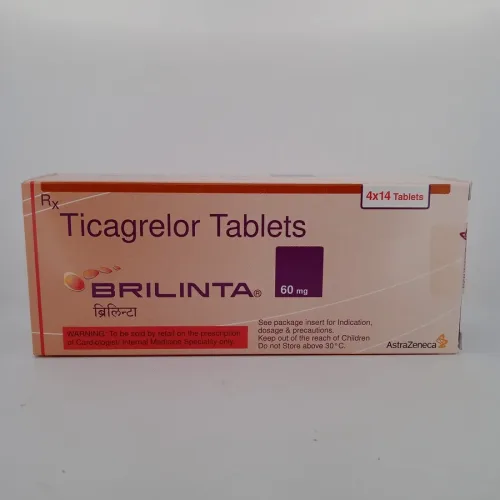 Rx
4x14 Tablets
Ticagrelor Tablets
BRILINTA®
60 mg
ब्रिलिन्टा
WARNING: To be sold by retail on the prescription
of Cardiologist/ Internal Medicine Speciality only.
See package insert for Indication,
dosage & precautions.
Keep out of the reach of Children
Do not Store above 30°C.
AstraZeneca